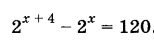 2^{x + 4} − 2^x = 120.